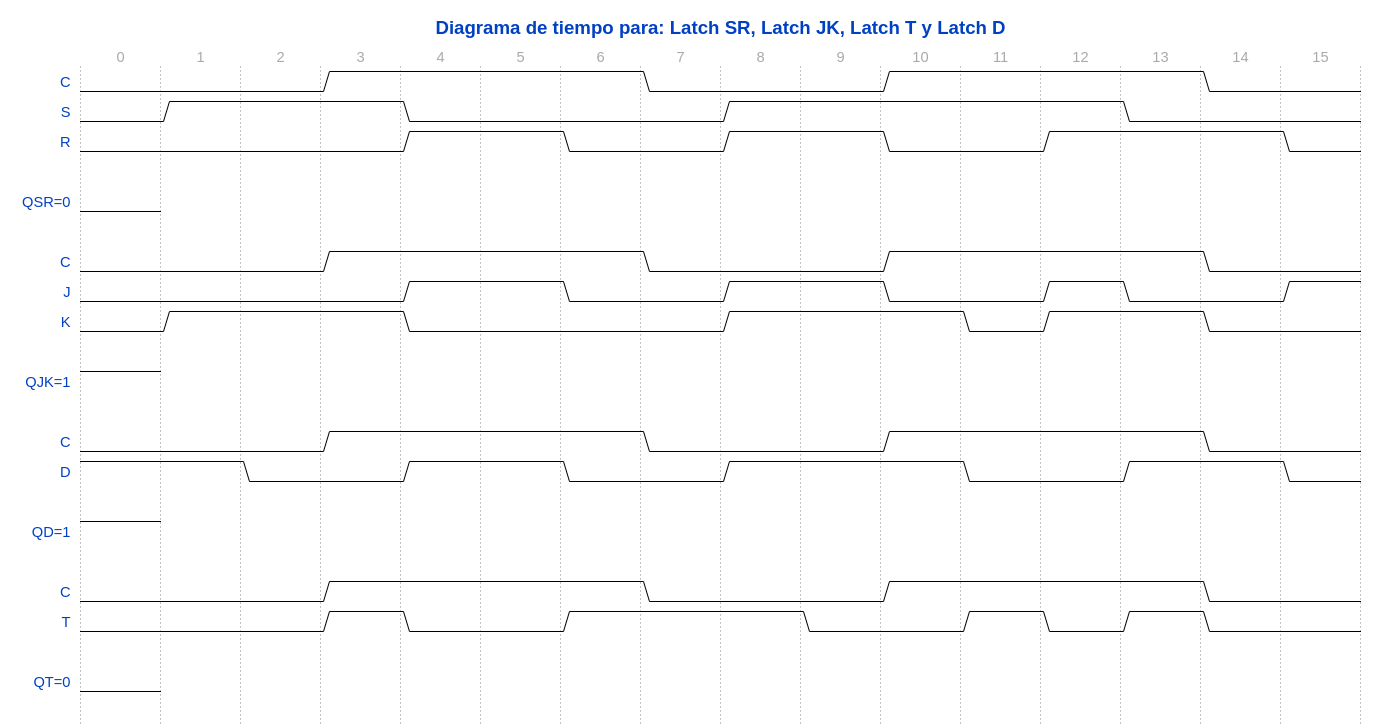 Diagrama de tiempo para: Latch SR, Latch JK, Latch T y Latch D
0 1 2 3 4 5 6 7 8 9 10 11 12 13 14 15
C
S
R
QSR=0
C
J
K
QJK=1
C
D
QD=1
C
T
QT=0